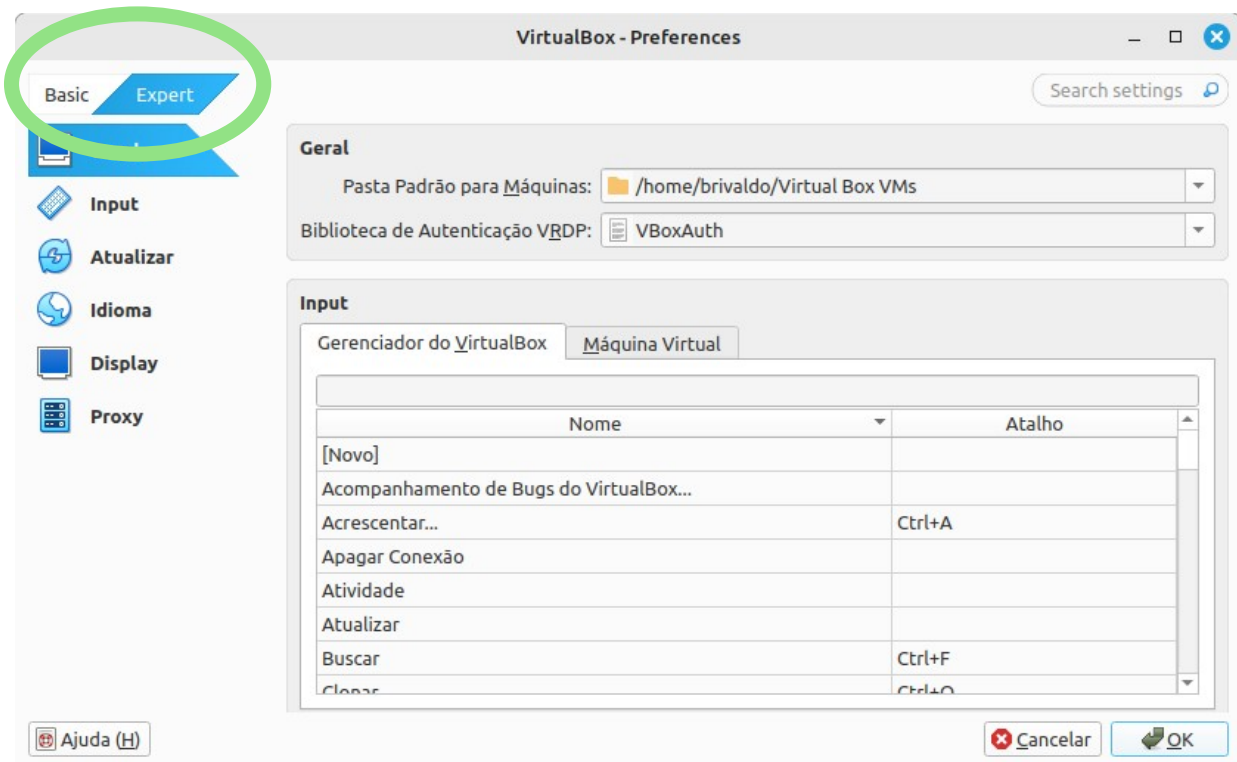 VirtualBox - Preferences
Basic Expert
Search settings
Input
Atualizar
Idioma
Display
Proxy
Geral
Pasta Padrão para Máquinas: /home/brivaldo/Virtual Box VMs
Biblioteca de Autenticação VRDP: VBoxAuth
Input
Gerenciador do VirtualBox Máquina Virtual
Nome Atalho
[Novo]
Acompanhamento de Bugs do VirtualBox...
Acrescentar... Ctrl+A
Apagar Conexão
Atividade
Atualizar
Buscar Ctrl+F
Clonar Ctrl+O
Ajuda (H)
Cancelar OK